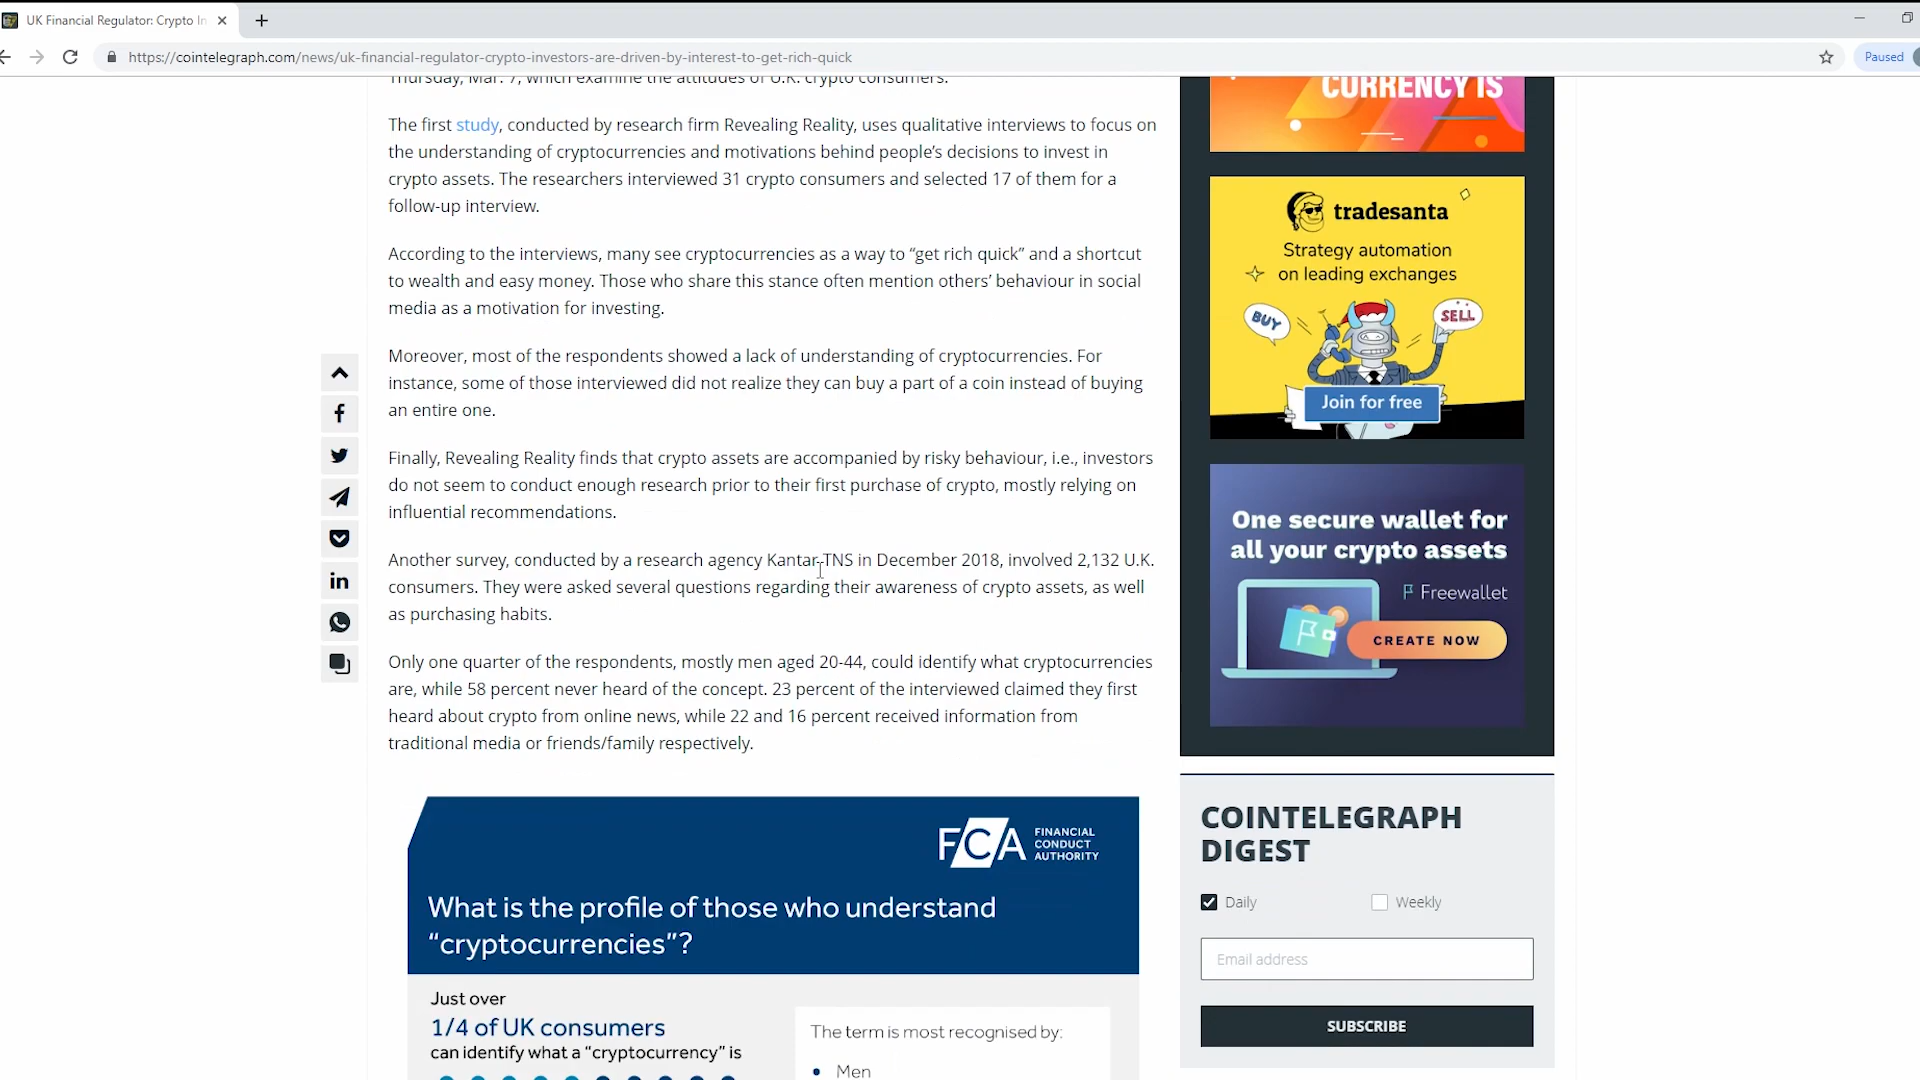 UK Financial Regulator: Crypto In
https://cointelegraph.com/news/uk-financial-regulator-crypto-investors-are-driven-by-interest-to-get-rich-quick
Paused
Thursday, Mar. 7, which examine the attitudes of U.K. crypto consumers.
The first study, conducted by research firm Revealing Reality, uses qualitative interviews to focus on
the understanding of cryptocurrencies and motivations behind people's decisions to invest in
crypto assets. The researchers interviewed 31 crypto consumers and selected 17 of them for a
follow-up interview.
According to the interviews, many see cryptocurrencies as a way to “get rich quick” and a shortcut
to wealth and easy money. Those who share this stance often mention others’ behaviour in social
media as a motivation for investing.
Moreover, most of the respondents showed a lack of understanding of cryptocurrencies. For
instance, some of those interviewed did not realize they can buy a part of a coin instead of buying
an entire one.
Finally, Revealing Reality finds that crypto assets are accompanied by risky behaviour, i.e., investors
do not seem to conduct enough research prior to their first purchase of crypto, mostly relying on
influential recommendations.
Another survey, conducted by a research agency Kantar TNS in December 2018, involved 2,132 U.K.
consumers. They were asked several questions regarding their awareness of crypto assets, as well
as purchasing habits.
Only one quarter of the respondents, mostly men aged 20-44, could identify what cryptocurrencies
are, while 58 percent never heard of the concept. 23 percent of the interviewed claimed they first
heard about crypto from online news, while 22 and 16 percent received information from
traditional media or friends/family respectively.
FCA FINANCIAL
CONDUCT
AUTHORITY
What is the profile of those who understand
“cryptocurrencies”?
Just over
1/4 of UK consumers
can identify what a “cryptocurrency” is
The term is most recognised by:
• Men
CURRENCY IS
tradesanta
Strategy automation
on leading exchanges
BUY
SELL
Join for free
One secure wallet for
all your crypto assets
Freewallet
CREATE NOW
COINTELEGRAPH
DIGEST
Daily
Weekly
Email address
SUBSCRIBE